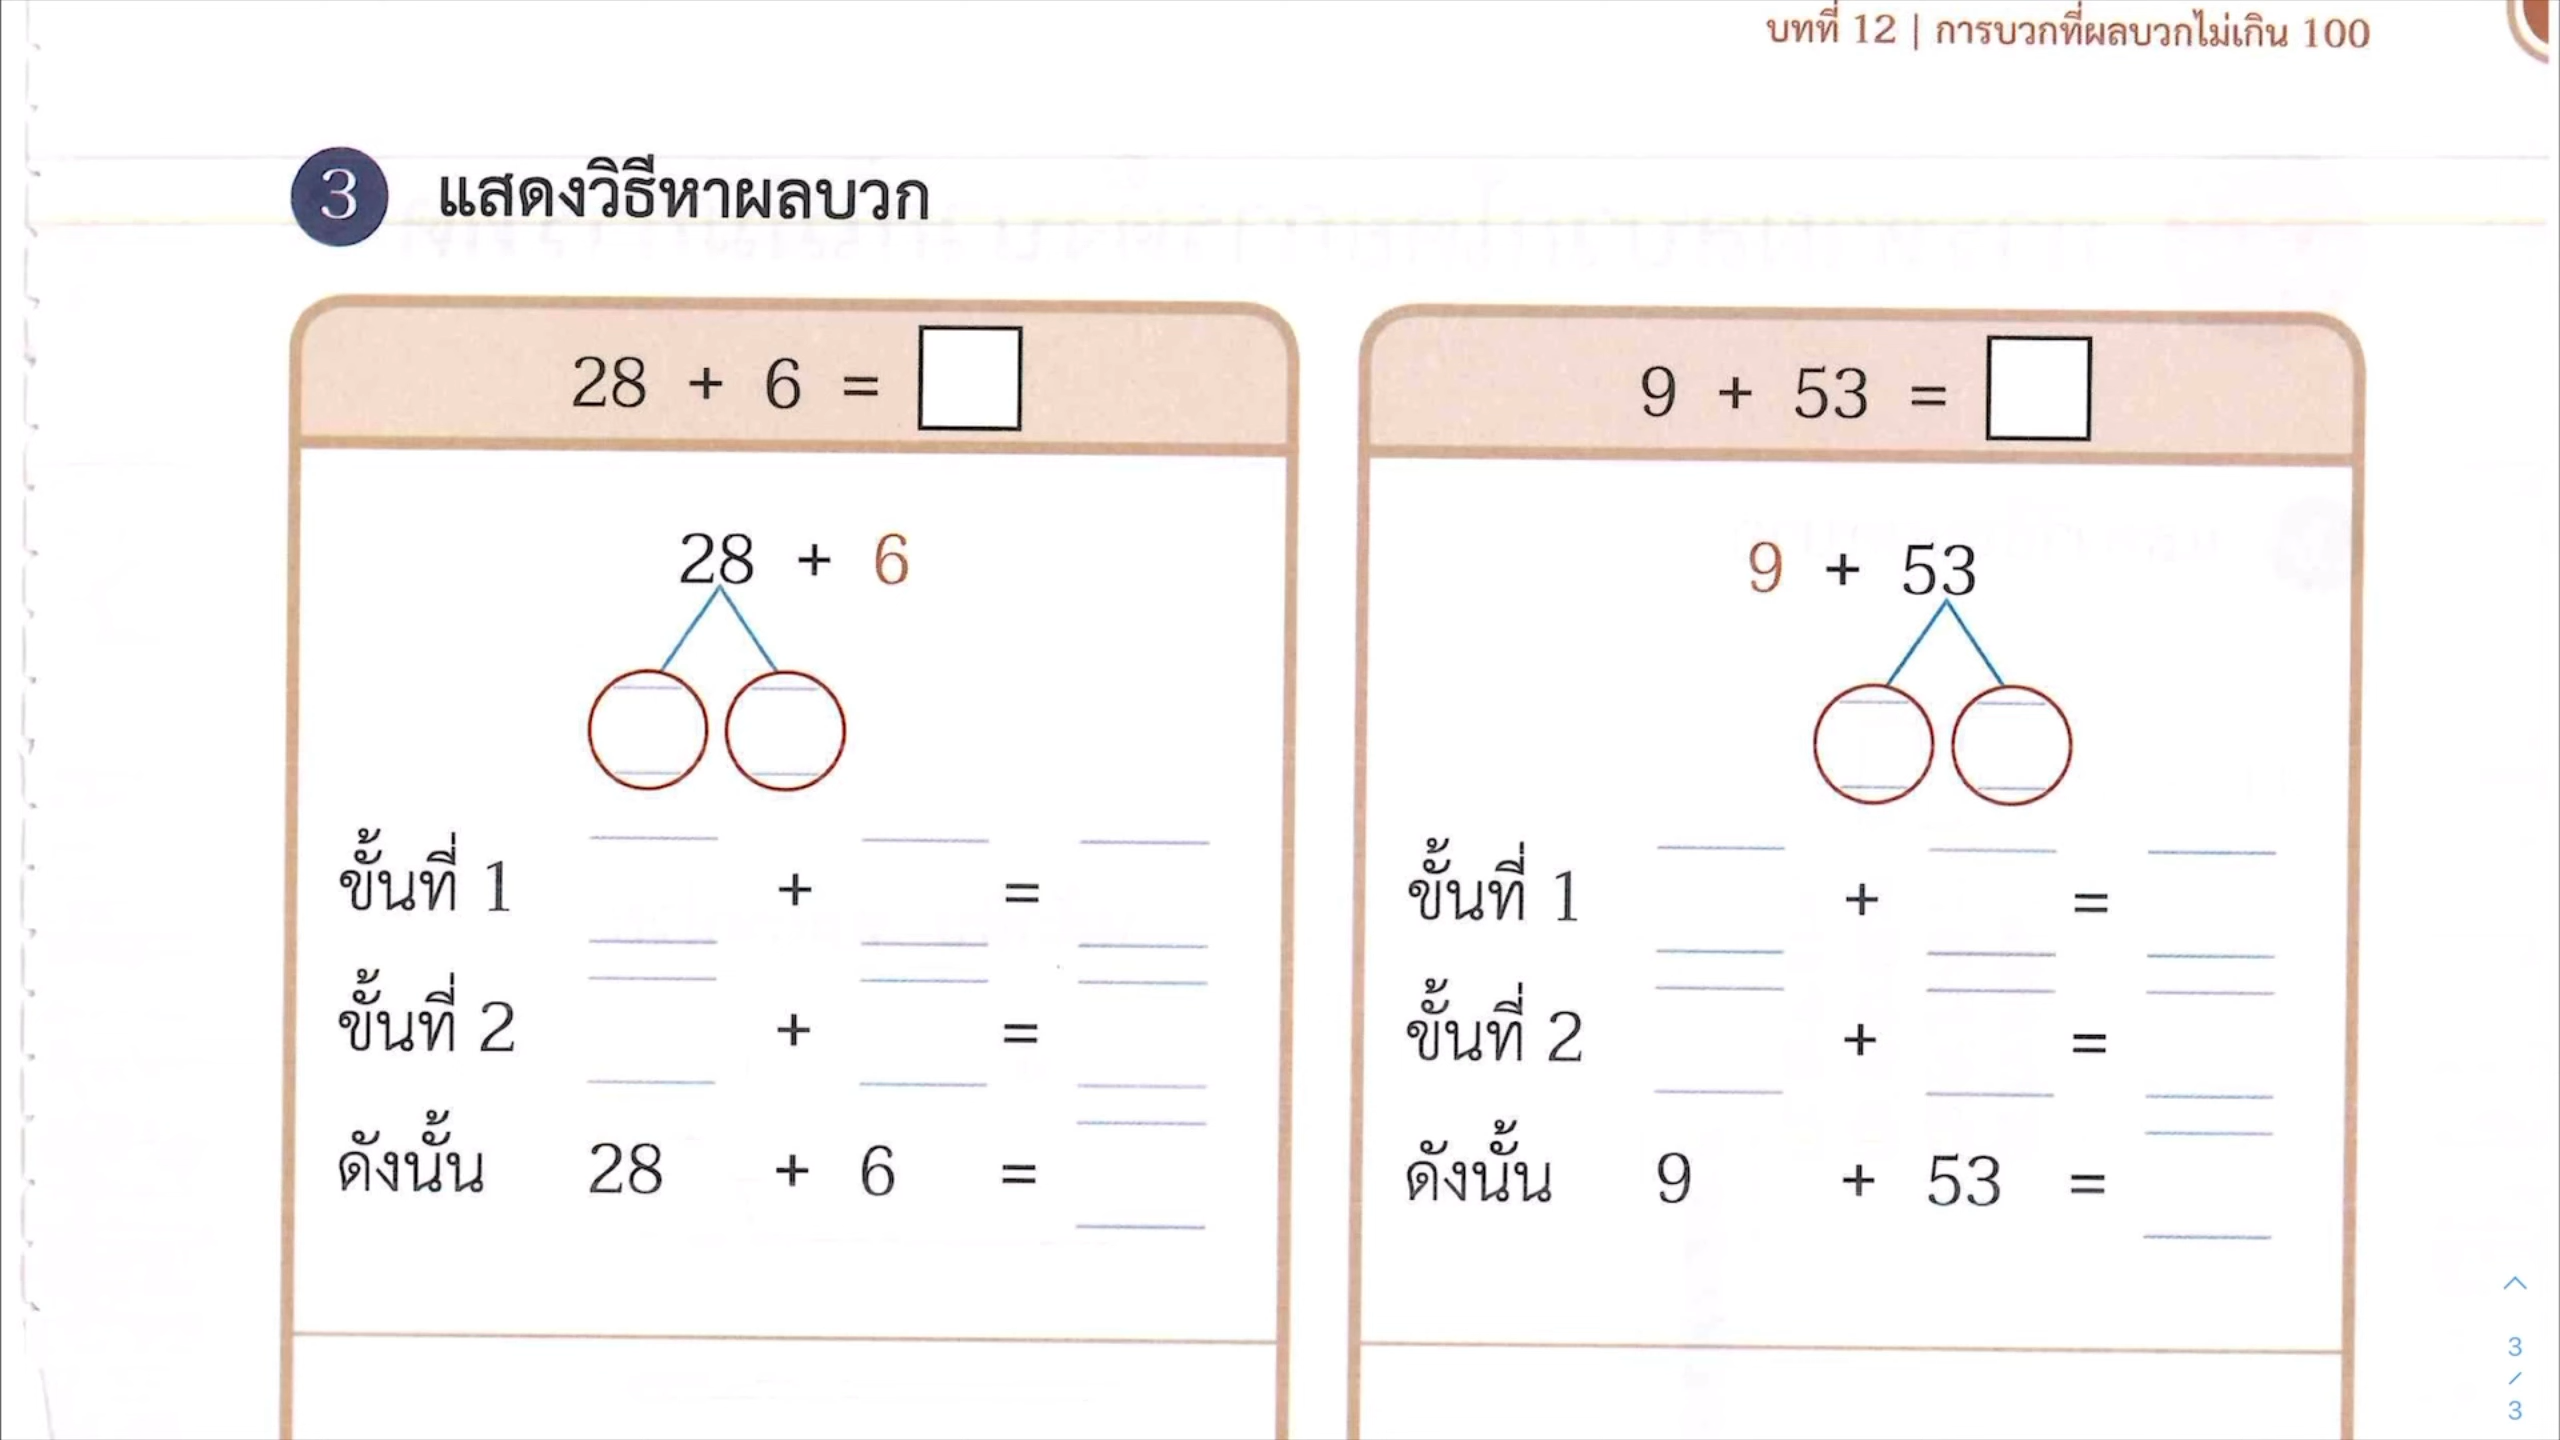 บทที่ 12 | การบวกที่ผลบวกไม่เกิน 100
3 แสดงวิธีหาผลบวก
28 + 6 =
28 + 6
ขั้นที่ 1 + =
ขั้นที่ 2 + =
ดังนั้น 28 + 6 =
9 + 53 =
9 + 53
ขั้นที่ 1 + =
ขั้นที่ 2 + =
ดังนั้น 9 + 53 =
3
/
3